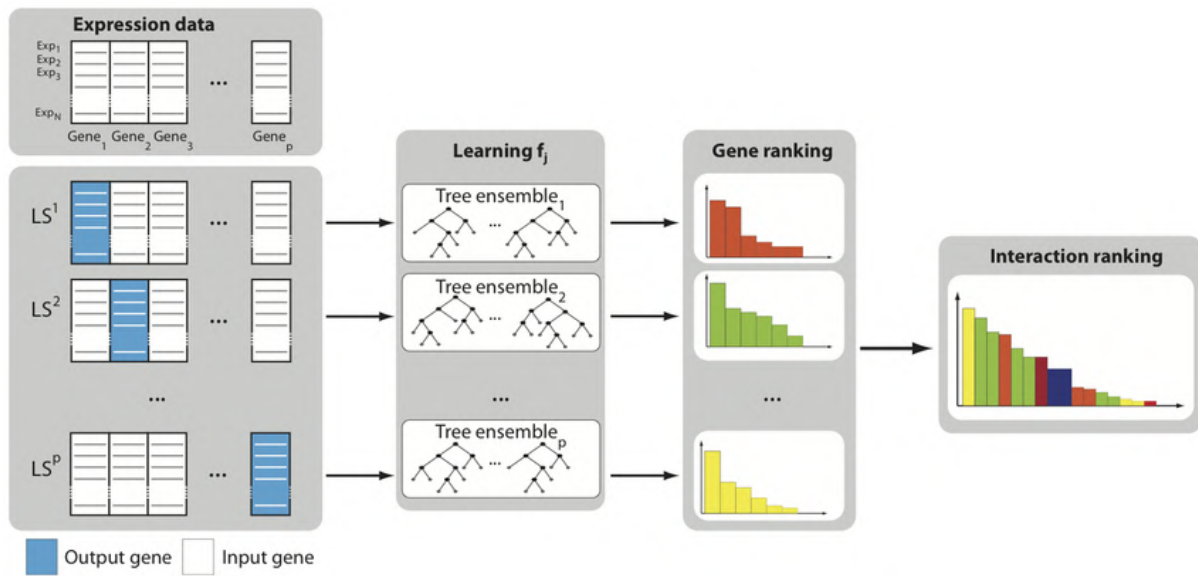 Expression data
Exp1
Exp2
Exp3
ExpN
...
Gene1 Gene2 Gene3 Genep
LS1
...
LS2
...
...
LSp
...
Output gene Input gene
Learning fj
Tree ensemble1
...
Tree ensemble2
...
...
Tree ensemblep
...
Gene ranking
...
Interaction ranking